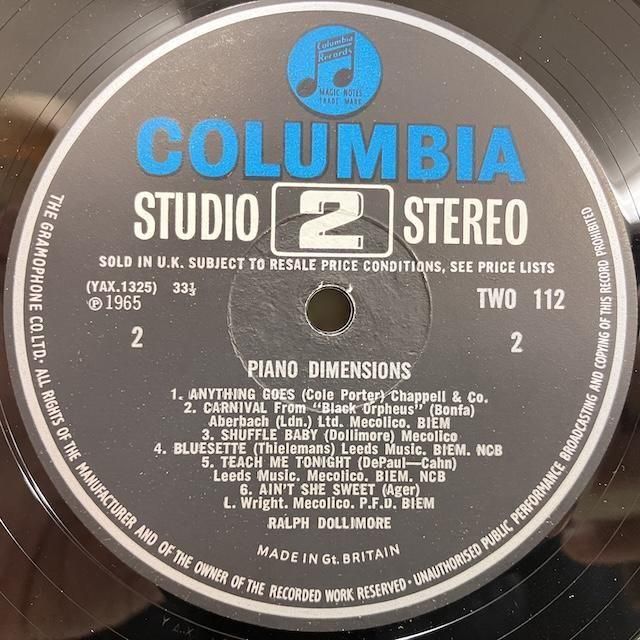 Columbia
Records
MAGIC NOTES
TRADE MARK
COLUMBIA
STUDIO 2 STEREO
SOLD IN U.K. SUBJECT TO RESALE PRICE CONDITIONS, SEE PRICE LISTS
(YAX.1325) 33⅓
TWO 112
℗ 1965
2
2
PIANO DIMENSIONS
1. ANYTHING GOES (Cole Porter) Chappell & Co.
2. CARNIVAL From "Black Orpheus" (Bonfa)
Aberbach (Ldn.) Ltd. Mecolico. BIEM
3. SHUFFLE BABY (Dollimore) Mecolico
4. BLUESETTE (Thielemans) Leeds Music. BIEM. NCB
5. TEACH ME TONIGHT (DePaul—Cahn)
Leeds Music. Mecolico. BIEM. NCB
6. AIN'T SHE SWEET (Ager)
L. Wright. Mecolico. P.F.D. BIEM
RALPH DOLLIMORE
MADE IN Gt. BRITAIN
THE GRAMOPHONE CO. LTD. · ALL RIGHTS OF THE MANUFACTURER AND OF THE OWNER OF THE RECORDED WORK RESERVED · UNAUTHORISED PUBLIC PERFORMANCE BROADCASTING AND COPYING OF THIS RECORD PROHIBITED